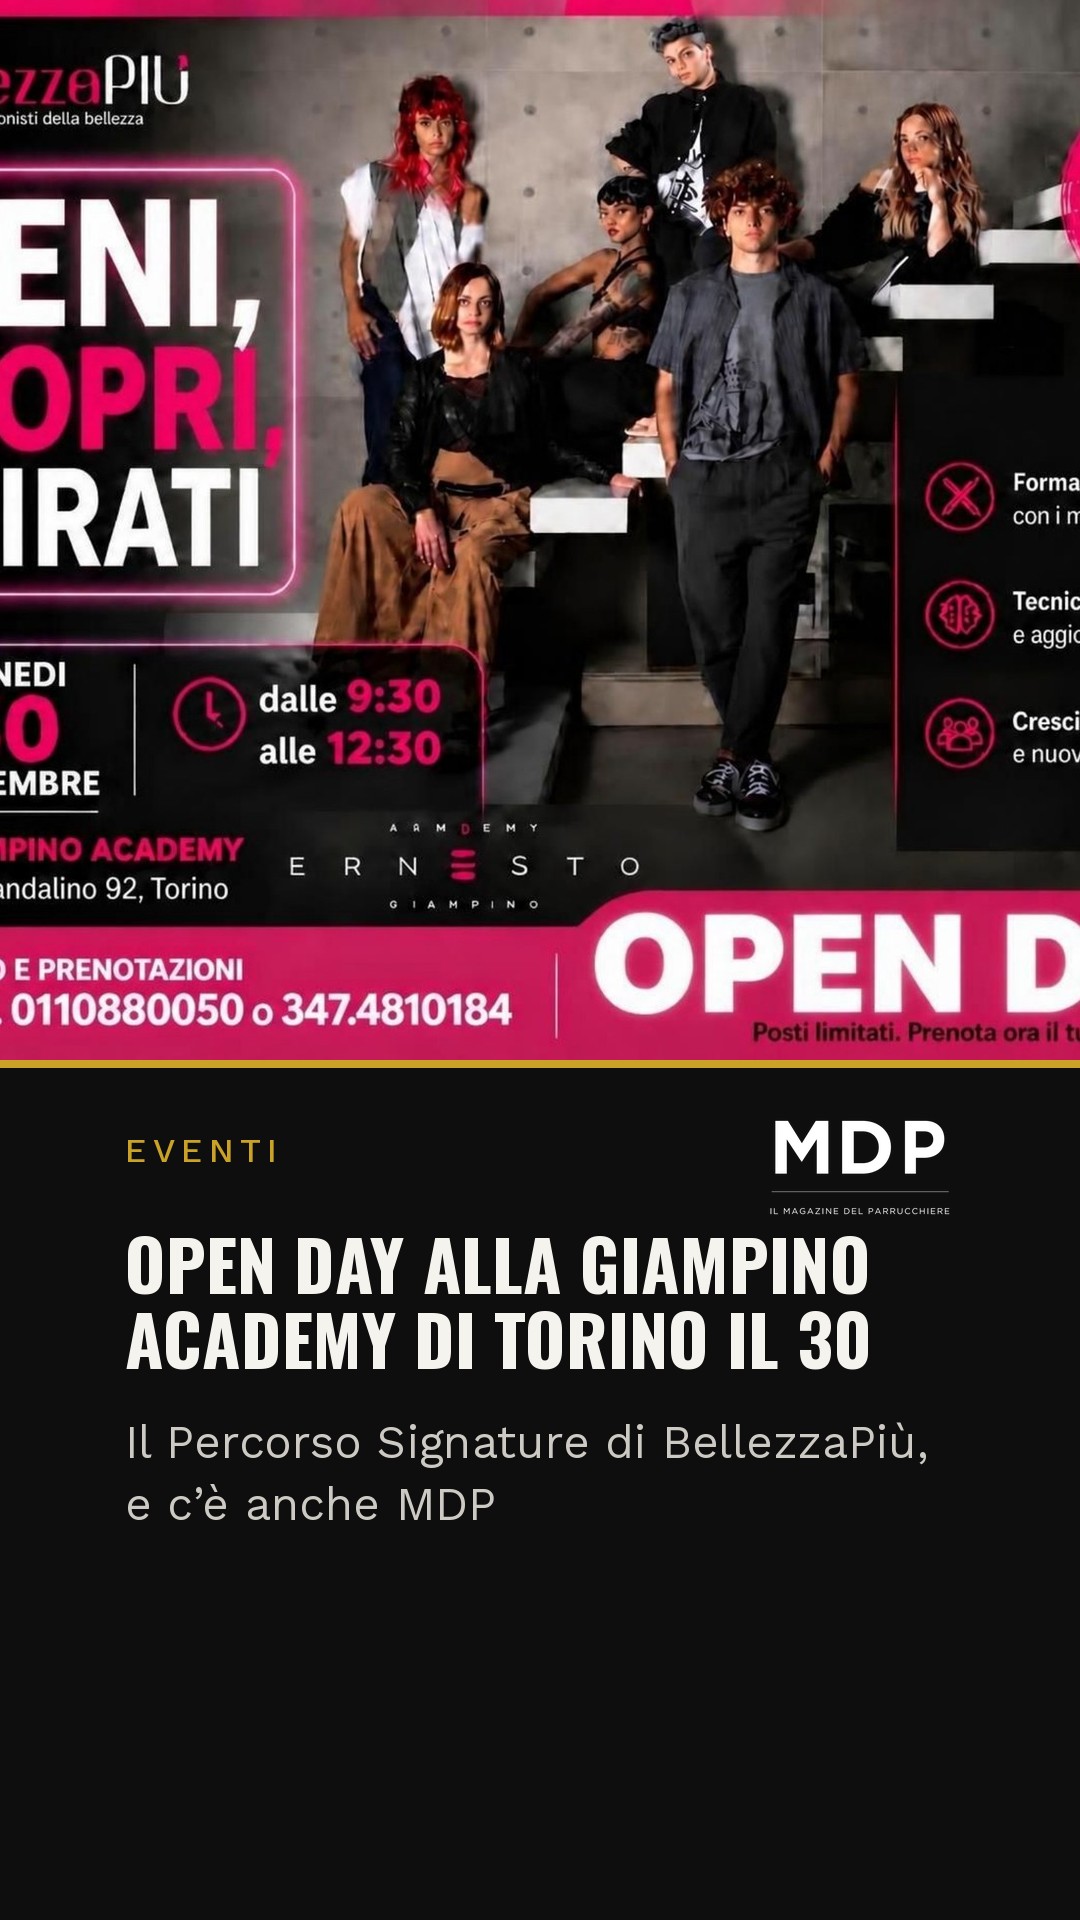 ezzaPIÙ
onisti della bellezza
ENI,
OPRI,
IRATI
NEDI
0
EMBRE
dalle 9:30
alle 12:30
MPINO ACADEMY
andalino 92, Torino
ERNESTO
GIAMPINO
Forma
con i m
Tecnic
e aggio
Cresci
e nuov
O E PRENOTAZIONI
. 0110880050 o 347.4810184
OPEN D
Posti limitati. Prenota ora il tu
EVENTI
MDP
IL MAGAZINE DEL PARRUCCHIERE
OPEN DAY ALLA GIAMPINO
ACADEMY DI TORINO IL 30
Il Percorso Signature di BellezzaPiù,
e c’è anche MDP